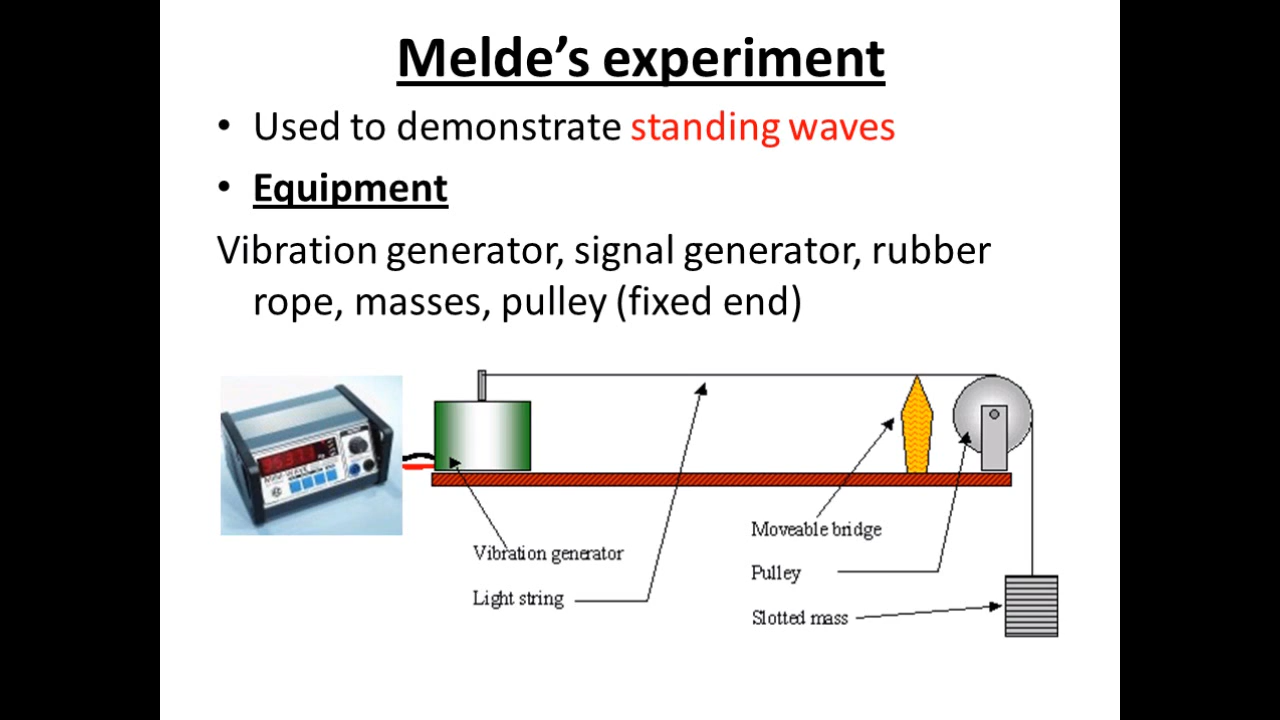 Melde’s experiment
• Used to demonstrate standing waves
• Equipment
Vibration generator, signal generator, rubber
rope, masses, pulley (fixed end)
Vibration generator
Light string
Moveable bridge
Pulley
Slotted mass